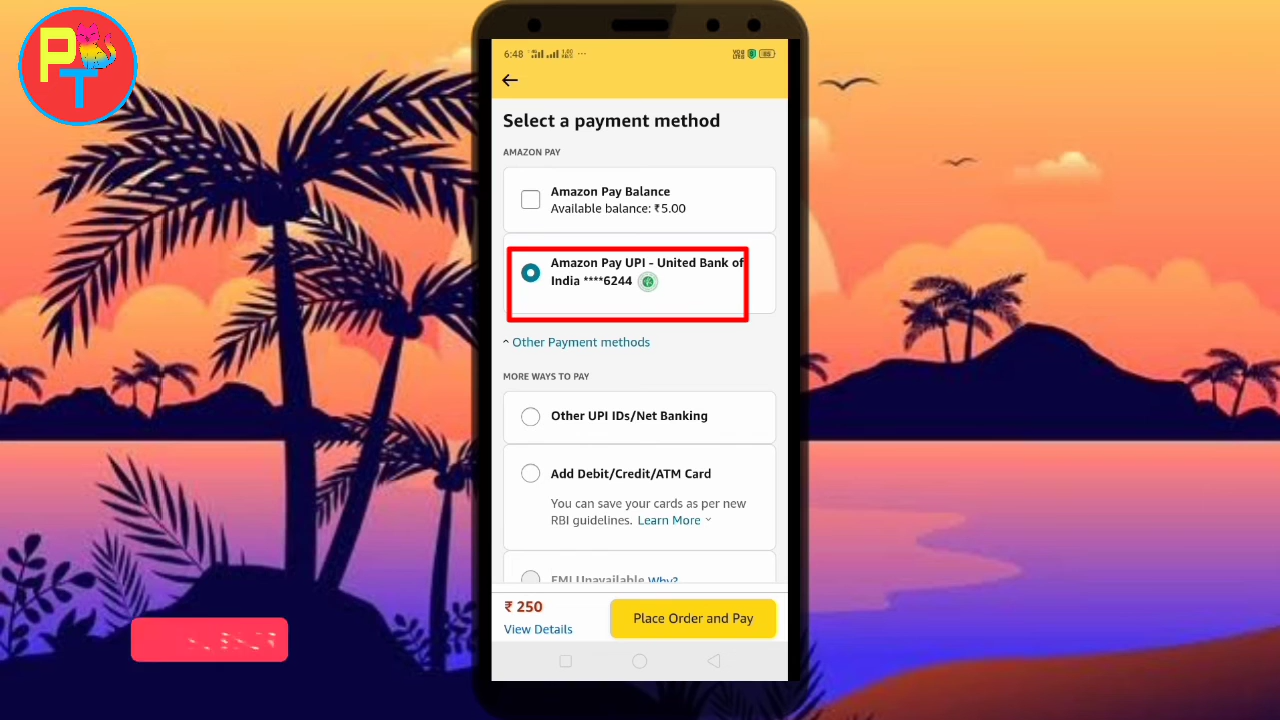 PT
6:48
Select a payment method
AMAZON PAY
Amazon Pay Balance
Available balance: ₹5.00
Amazon Pay UPI - United Bank of
India ****6244
^ Other Payment methods
MORE WAYS TO PAY
Other UPI IDs/Net Banking
Add Debit/Credit/ATM Card
You can save your cards as per new
RBI guidelines. Learn More
EMI Unavailable Why?
₹ 250
Place Order and Pay
View Details